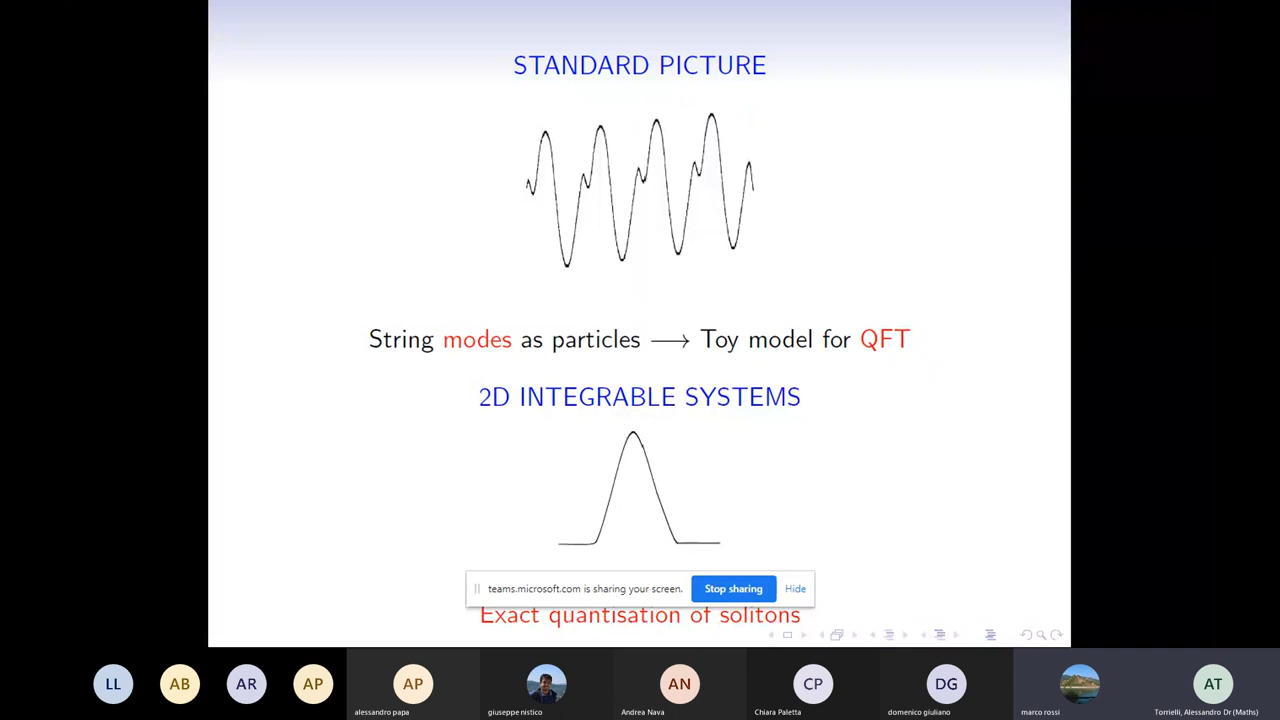 STANDARD PICTURE
String modes as particles ⟶ Toy model for QFT
2D INTEGRABLE SYSTEMS
teams.microsoft.com is sharing your screen.
Stop sharing
Hide
Exact quantisation of solitons
LL
AB
AR
AP
AP
AN
CP
DG
AT
alessandro papa
giuseppe nistico
Andrea Nava
Chiara Paletta
domenico giuliano
marco rossi
Torrielli, Alessandro Dr (Maths)